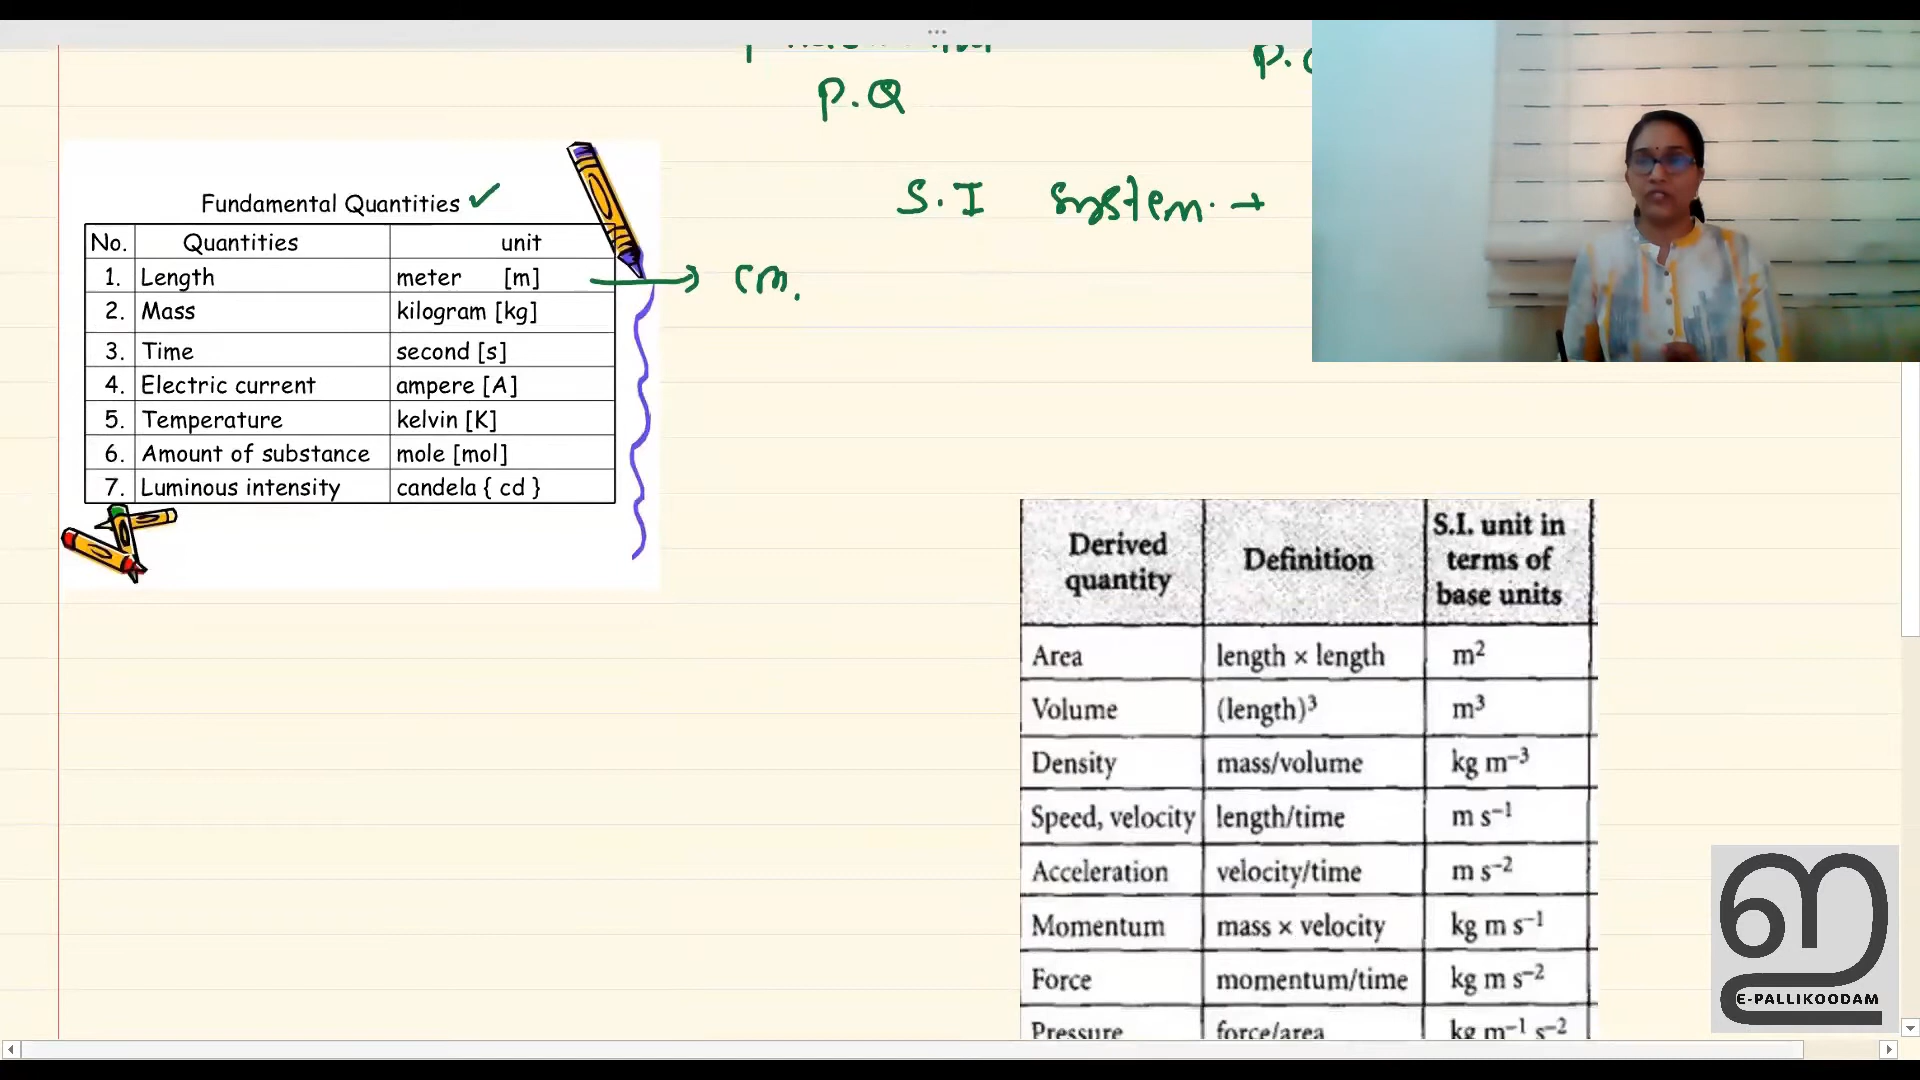 P.Q
S.I system. →
Fundamental Quantities ✓
No. Quantities unit
1. Length meter [m] → cm.
2. Mass kilogram [kg]
3. Time second [s]
4. Electric current ampere [A]
5. Temperature kelvin [K]
6. Amount of substance mole [mol]
7. Luminous intensity candela { cd }
Derived quantity Definition S.I. unit in terms of base units
Area length × length m²
Volume (length)³ m³
Density mass/volume kg m⁻³
Speed, velocity length/time m s⁻¹
Acceleration velocity/time m s⁻²
Momentum mass × velocity kg m s⁻¹
Force momentum/time kg m s⁻²
Pressure force/area kg m⁻¹ s⁻²
E-PALLIKOODAM